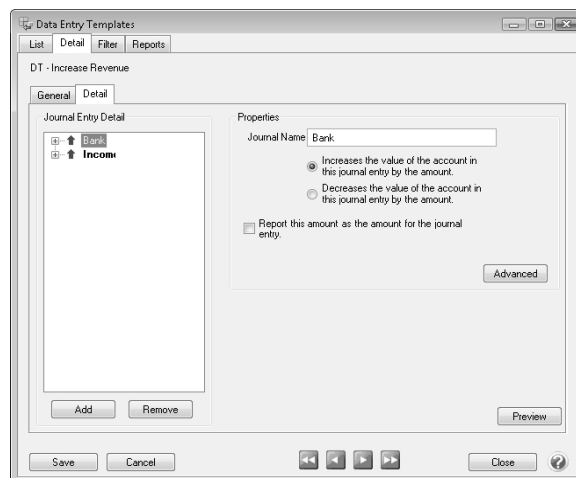 Data Entry Templates
List Detail Filter Reports
DT - Increase Revenue
General Detail
Journal Entry Detail
Bank
Income
Properties
Journal Name Bank
Increases the value of the account in
this journal entry by the amount.
Decreases the value of the account in
this journal entry by the amount.
Report this amount as the amount for the journal
entry.
Advanced
Add Remove
Preview
Save Cancel Close ?